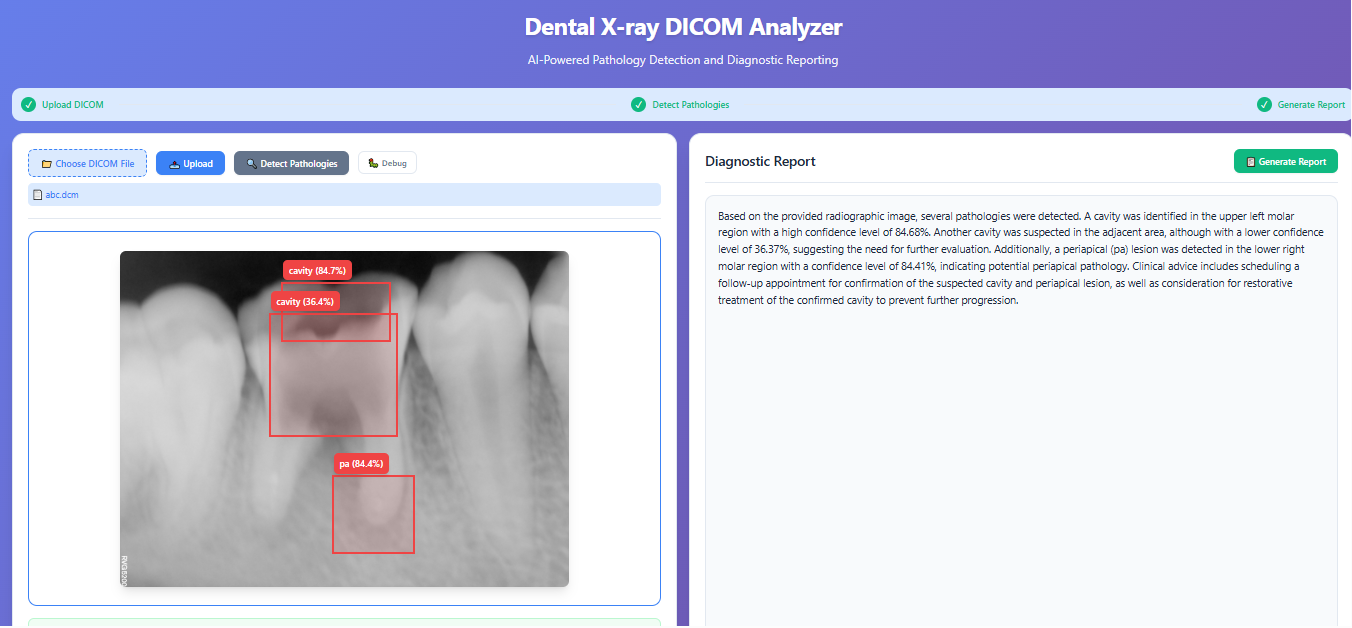 Dental X-ray DICOM Analyzer
AI-Powered Pathology Detection and Diagnostic Reporting
Upload DICOM
Detect Pathologies
Generate Report
Choose DICOM File
Upload
Detect Pathologies
Debug
abc.dcm
cavity (84.7%)
cavity (36.4%)
pa (84.4%)
Diagnostic Report
Generate Report
Based on the provided radiographic image, several pathologies were detected. A cavity was identified in the upper left molar
region with a high confidence level of 84.68%. Another cavity was suspected in the adjacent area, although with a lower confidence
level of 36.37%, suggesting the need for further evaluation. Additionally, a periapical (pa) lesion was detected in the lower right
molar region with a confidence level of 84.41%, indicating potential periapical pathology. Clinical advice includes scheduling a
follow-up appointment for confirmation of the suspected cavity and periapical lesion, as well as consideration for restorative
treatment of the confirmed cavity to prevent further progression.